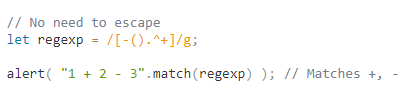 // No need to escape
let regexp = /[-().^+]/g;
alert( "1 + 2 - 3".match(regexp) ); // Matches +, -